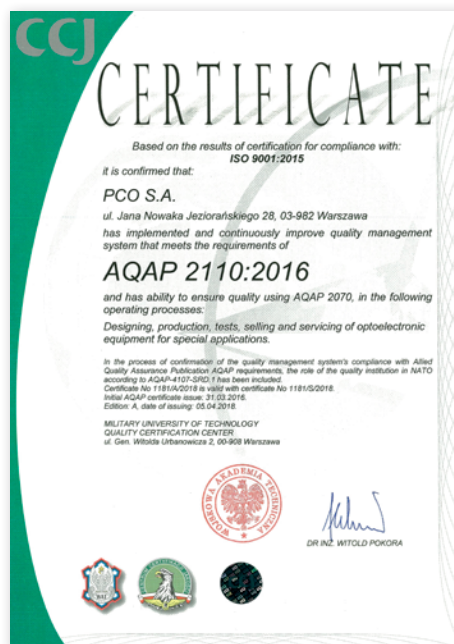 CCJ
CERTIFICATE
Based on the results of certification for compliance with:
ISO 9001:2015
it is confirmed that:
PCO S.A.
ul. Jana Nowaka Jeziorańskiego 28, 03-982 Warszawa
has implemented and continuously improve quality management
system that meets the requirements of
AQAP 2110:2016
and has ability to ensure quality using AQAP 2070, in the following
operating processes:
Designing, production, tests, selling and servicing of optoelectronic
equipment for special applications.
In the process of confirmation of the quality management system's compliance with Allied
Quality Assurance Publication AQAP requirements, the role of the quality institution in NATO
according to AQAP-4107-SRD.1 has been included.
Certificate No 1181/A/2018 is valid with certificate No 1181/S/2018.
Initial AQAP certificate issue: 31.03.2016.
Edition: A, date of issuing: 05.04.2018.
MILITARY UNIVERSITY OF TECHNOLOGY
QUALITY CERTIFICATION CENTER
ul. Gen. Witolda Urbanowicza 2, 00-908 Warszawa
WOJSKOWA AKADEMIA TECHNICZNA
DR INŻ. WITOLD POKORA
WAT